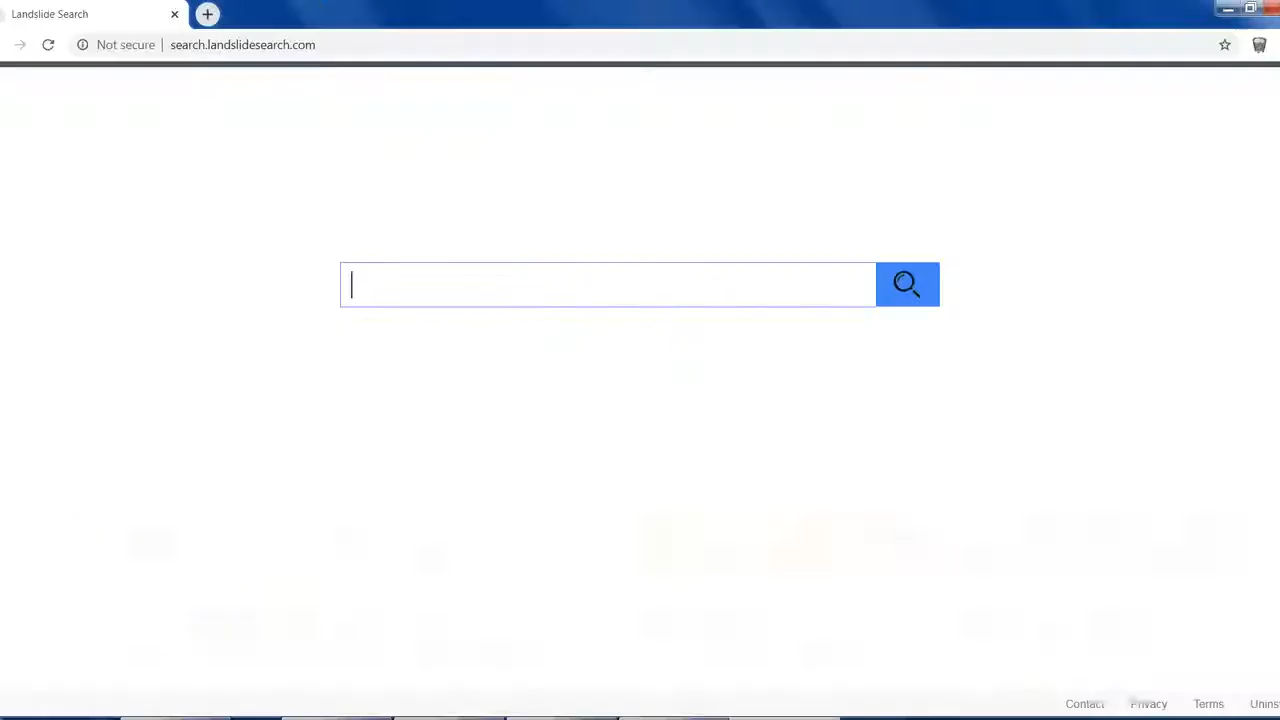 Landslide Search
Not secure search.landslidesearch.com
Contact Privacy Terms Unins